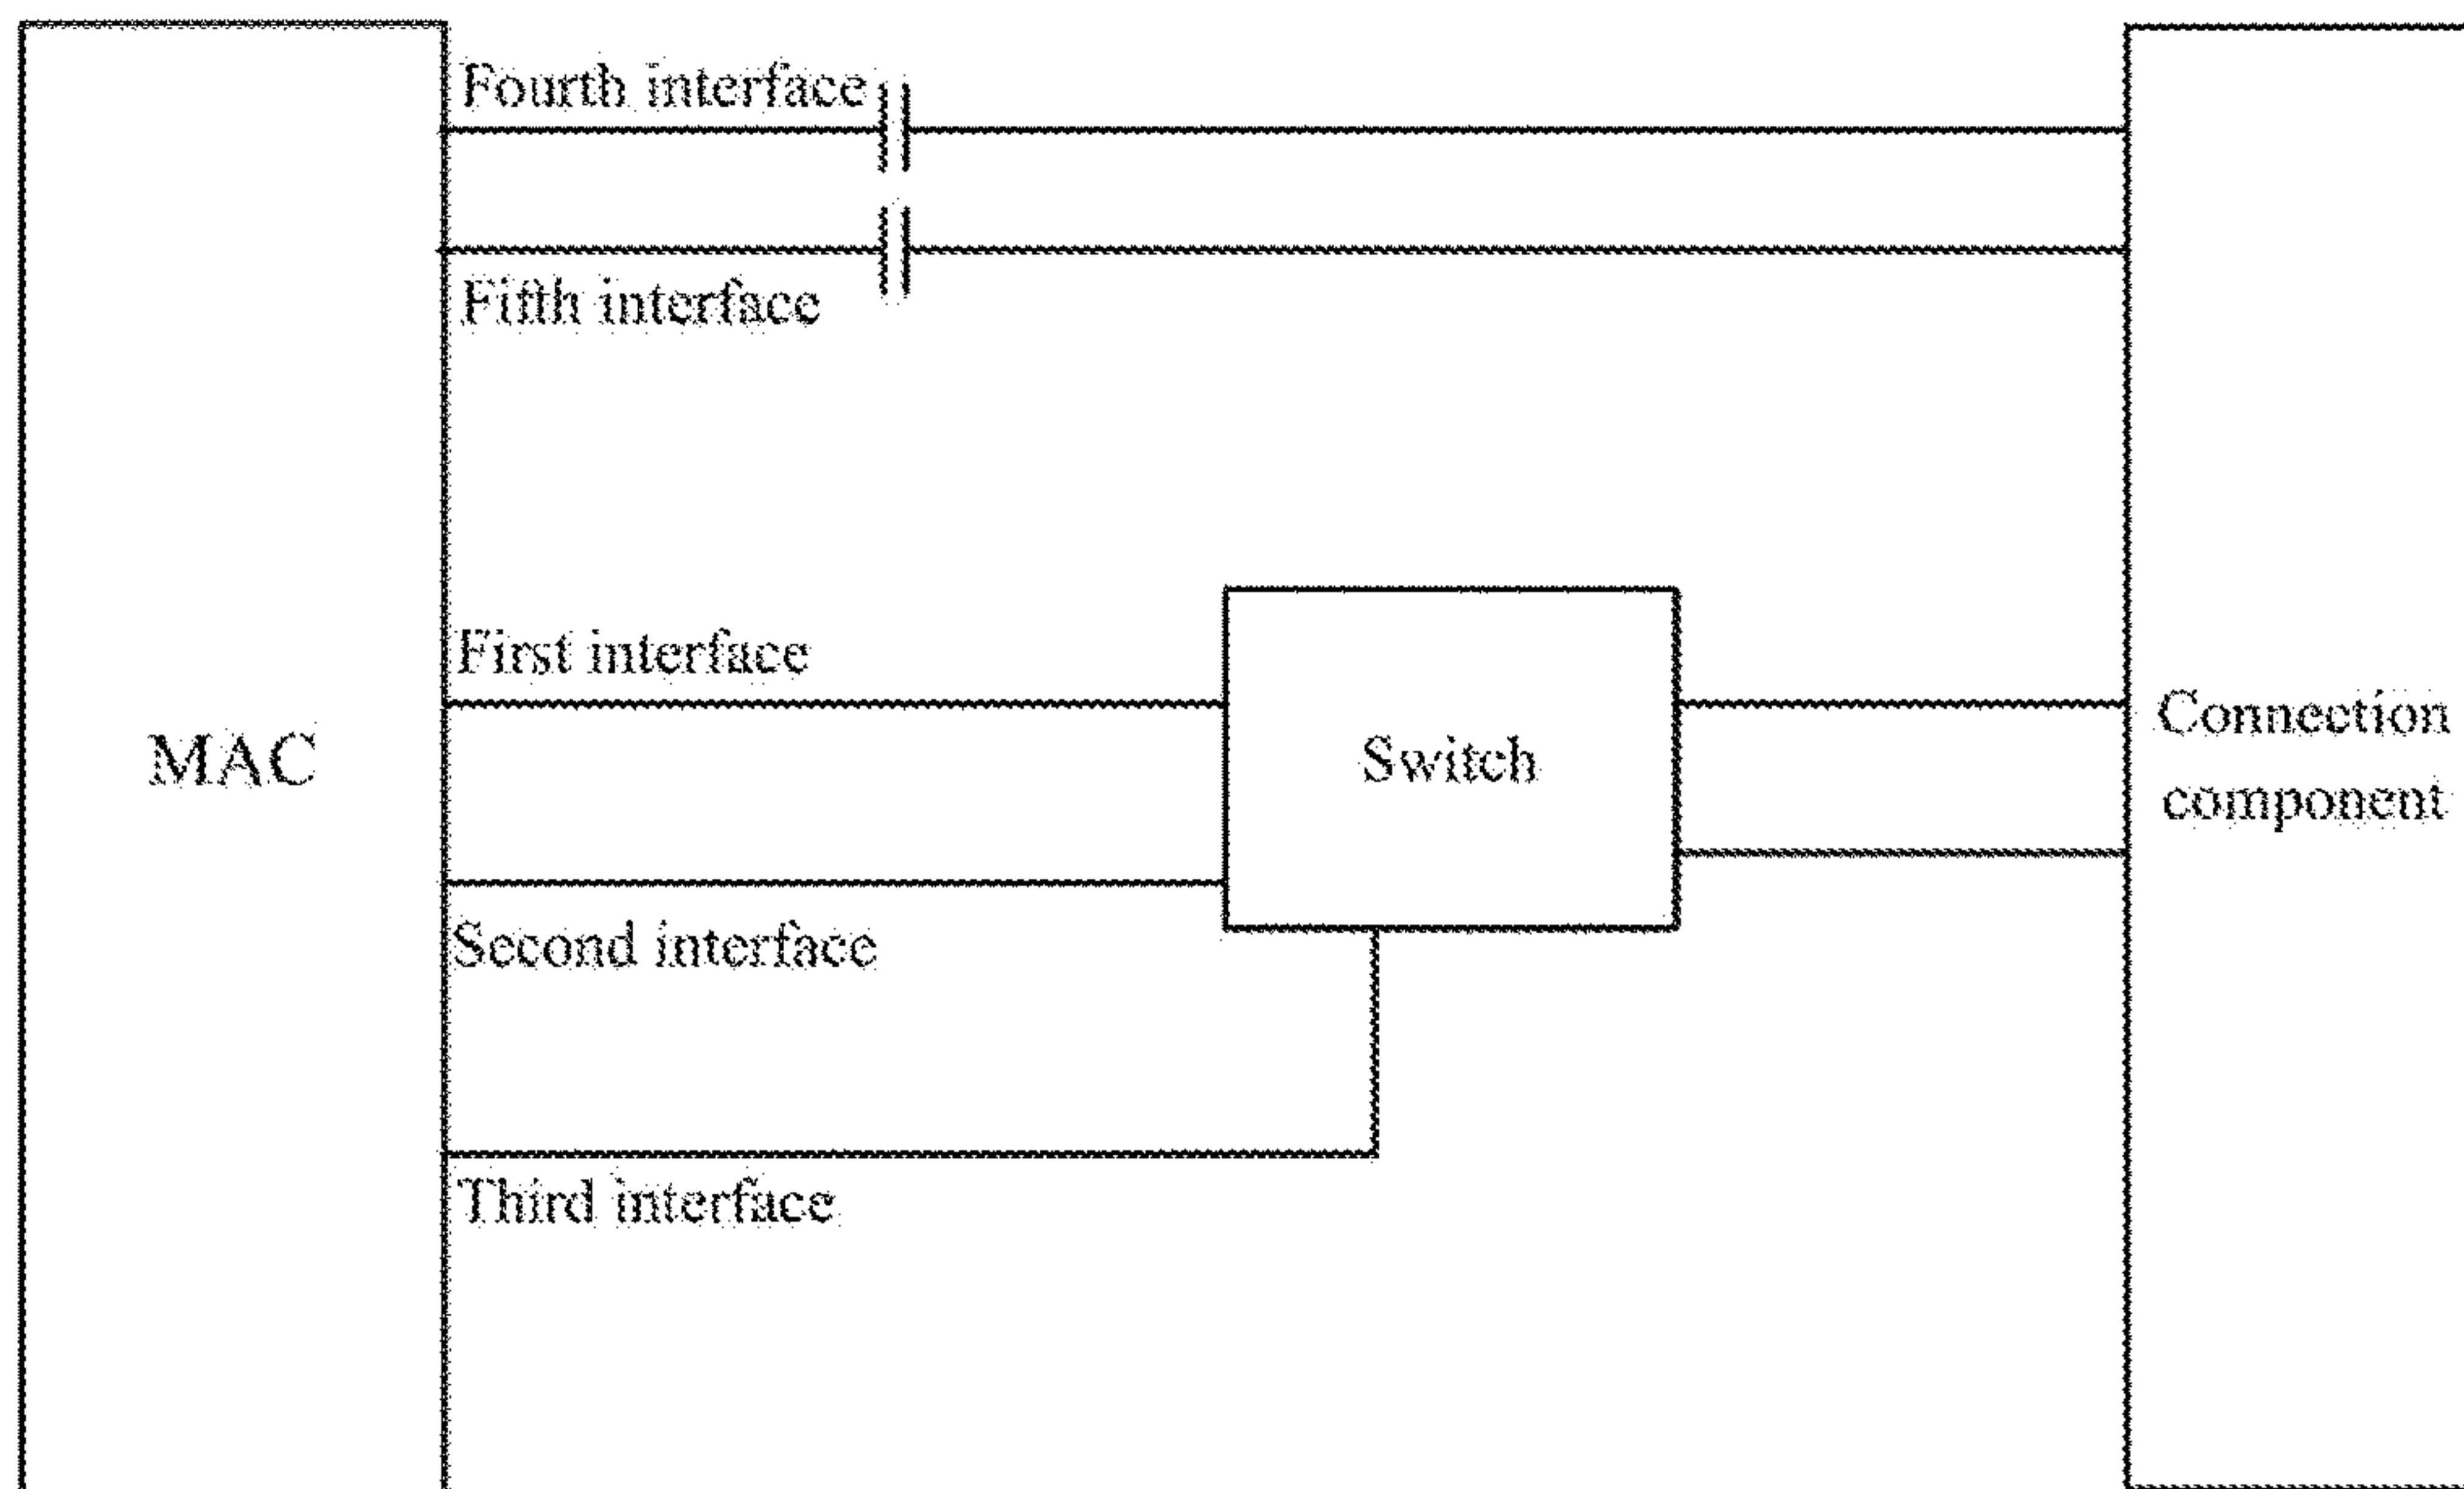 Fourth interface
Fifth interface
First interface
MAC
Switch
Connection
component
Second interface
Third interface